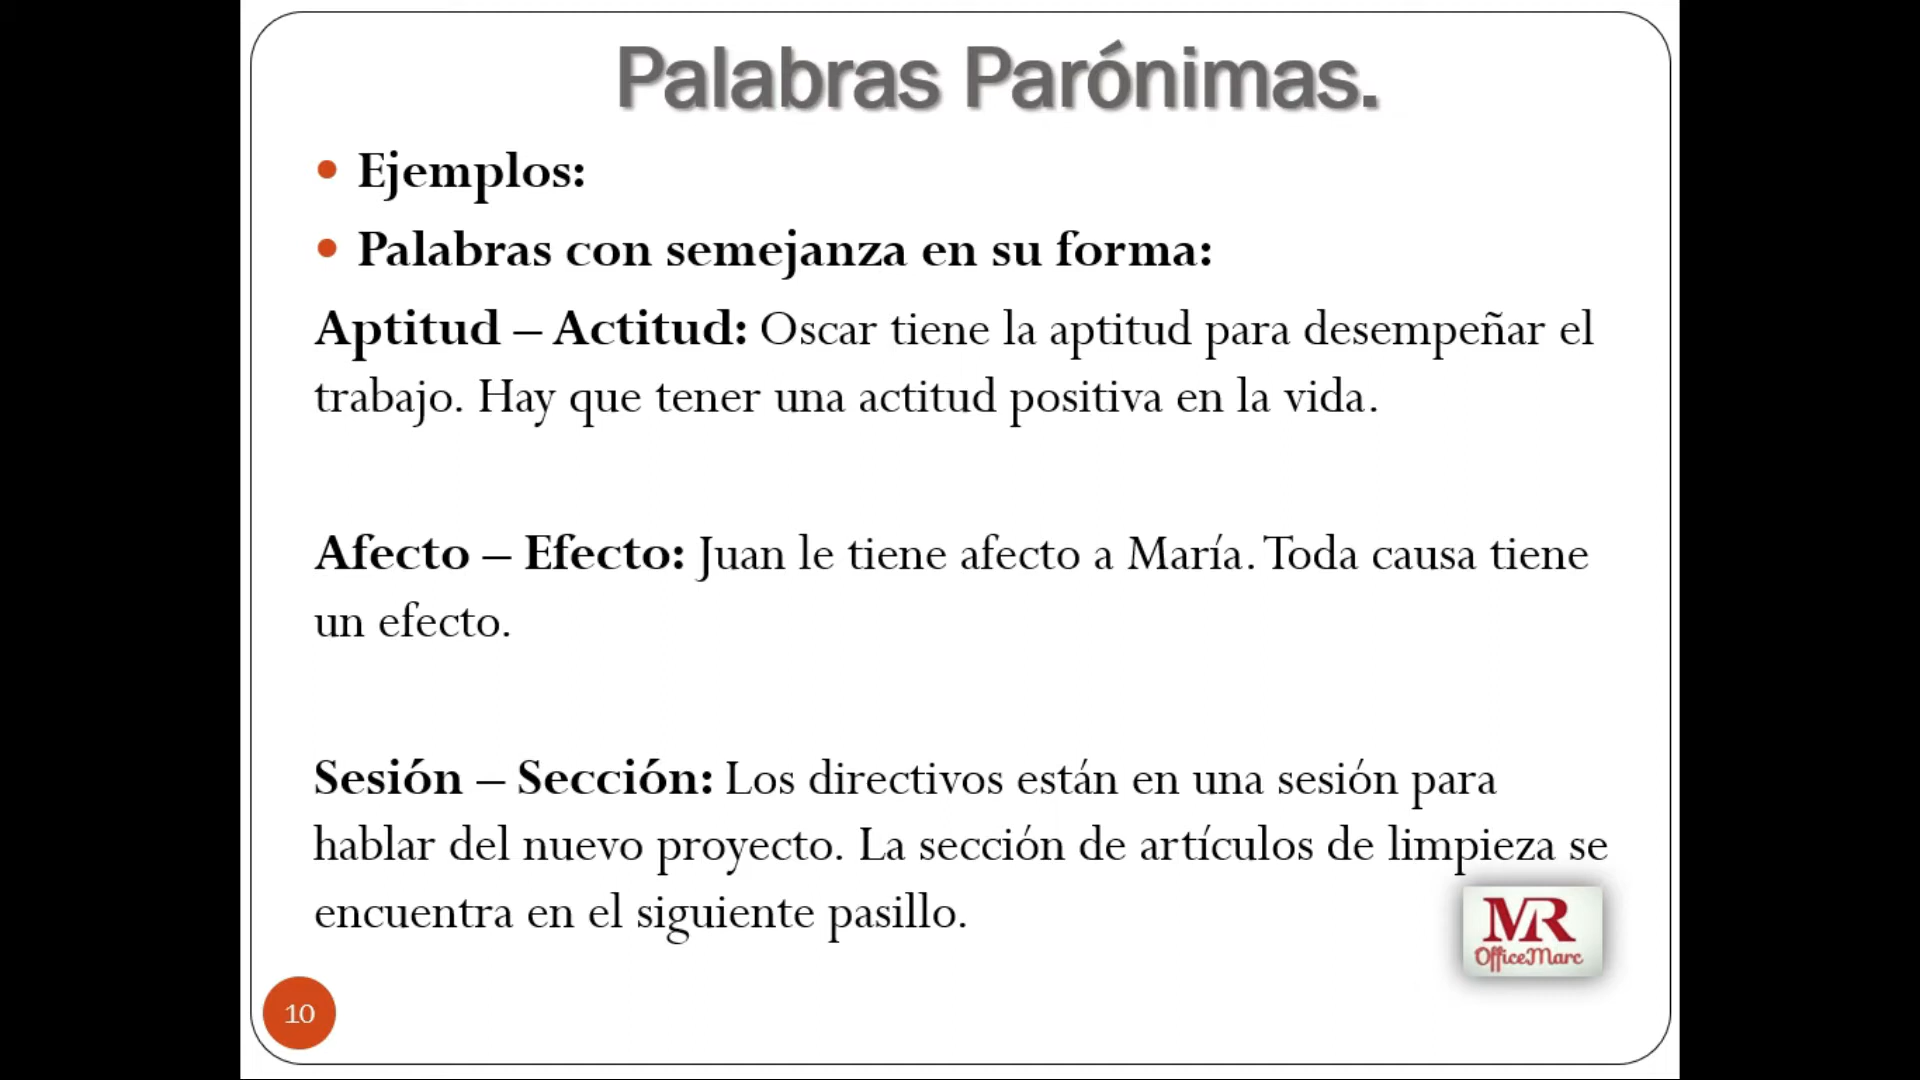 Palabras Parónimas.
• Ejemplos:
• Palabras con semejanza en su forma:
Aptitud – Actitud: Oscar tiene la aptitud para desempeñar el
trabajo. Hay que tener una actitud positiva en la vida.
Afecto – Efecto: Juan le tiene afecto a María. Toda causa tiene
un efecto.
Sesión – Sección: Los directivos están en una sesión para
hablar del nuevo proyecto. La sección de artículos de limpieza se
encuentra en el siguiente pasillo.
MR
OfficeMarc
10